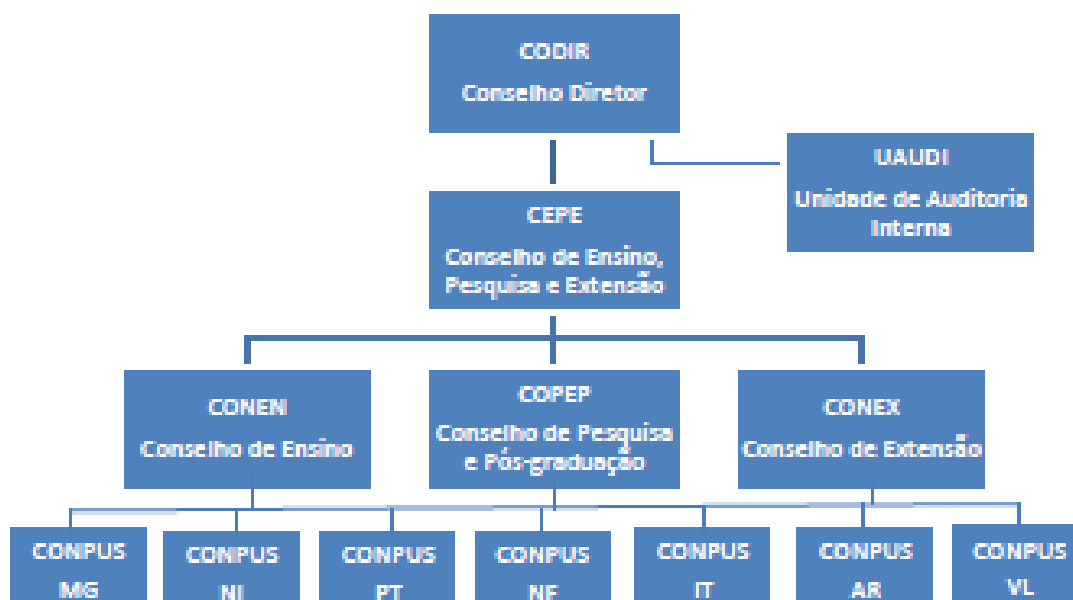 CODIR
Conselho Diretor
UAUDI
Unidade de Auditoria
Interna
CEPE
Conselho de Ensino,
Pesquisa e Extensão
CONEN
Conselho de Ensino
COPEP
Conselho de Pesquisa
e Pós-graduação
CONEX
Conselho de Extensão
CONPUS
MG
CONPUS
NI
CONPUS
PT
CONPUS
NF
CONPUS
IT
CONPUS
AR
CONPUS
VL